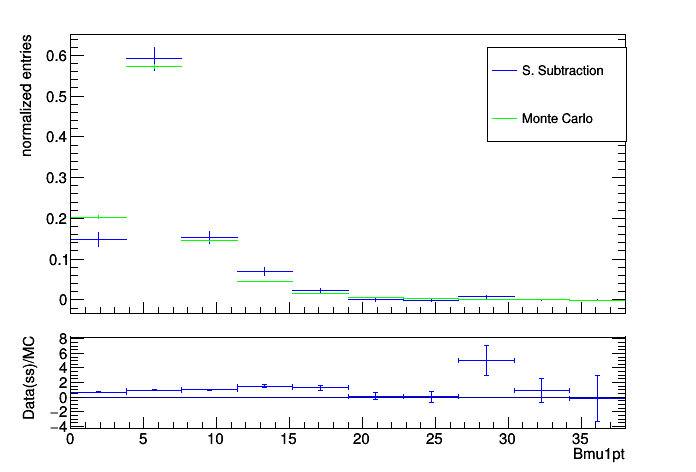 normalized entries
0.6
0.5
0.4
0.3
0.2
0.1
0
S. Subtraction
Monte Carlo
Data(ss)/MC
8
6
4
2
0
−2
−4
0 5 10 15 20 25 30 35
Bmu1pt